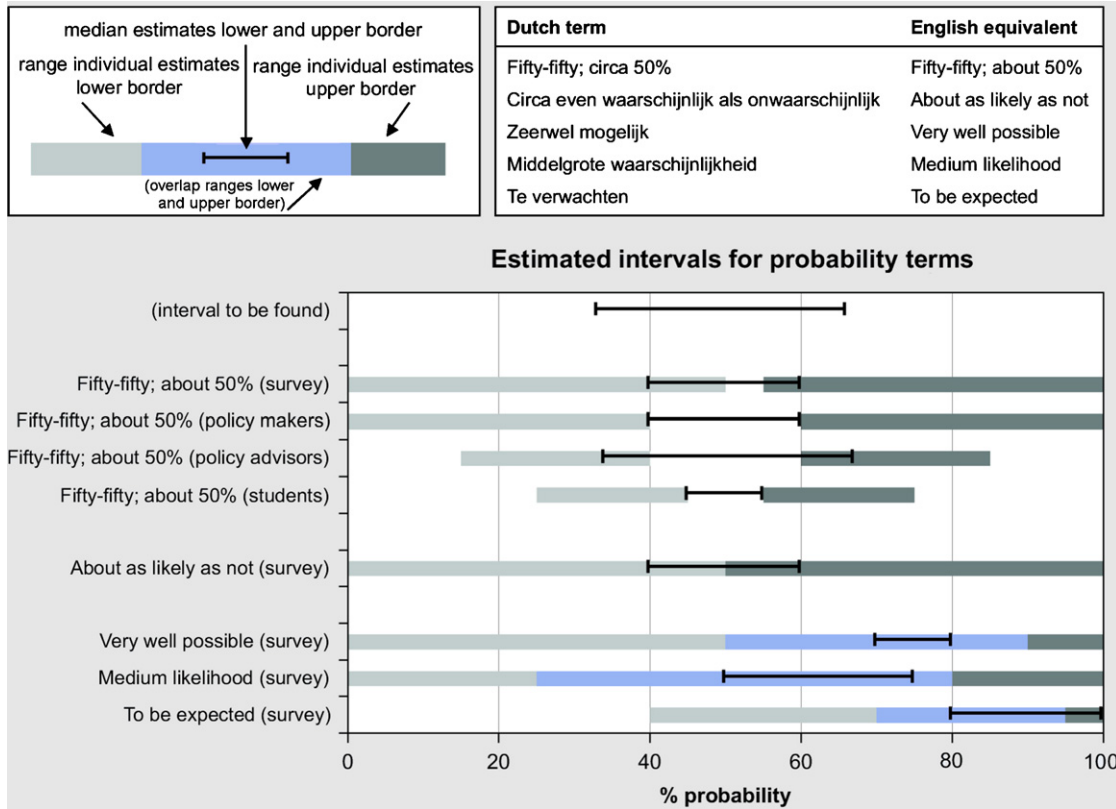 median estimates lower and upper border
range individual estimates
lower border
range individual estimates
upper border
(overlap ranges lower
and upper border)
Dutch term English equivalent
Fifty-fifty; circa 50% Fifty-fifty; about 50%
Circa even waarschijnlijk als onwaarschijnlijk About as likely as not
Zeerwel mogelijk Very well possible
Middelgrote waarschijnlijkheid Medium likelihood
Te verwachten To be expected
Estimated intervals for probability terms
(interval to be found)
Fifty-fifty; about 50% (survey)
Fifty-fifty; about 50% (policy makers)
Fifty-fifty; about 50% (policy advisors)
Fifty-fifty; about 50% (students)
About as likely as not (survey)
Very well possible (survey)
Medium likelihood (survey)
To be expected (survey)
0 40 60 80 100
% probability